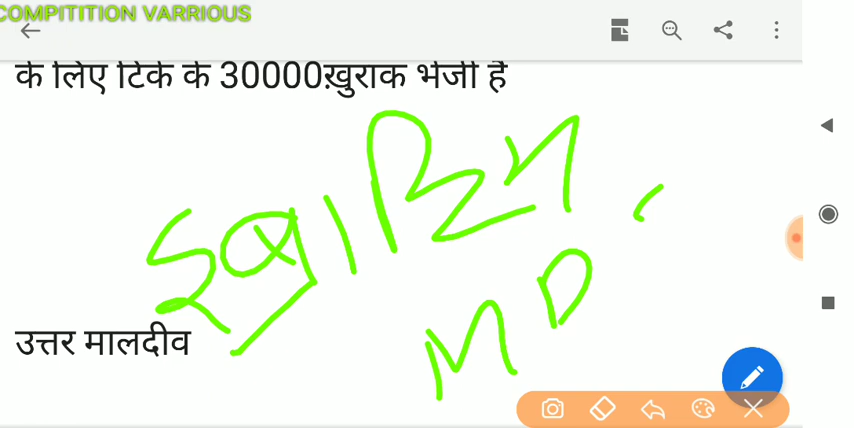 COMPITITION VARRIOUS
के लिए टिके के 30000ख़ुराक भेजी है
उत्तर मालदीव
MD